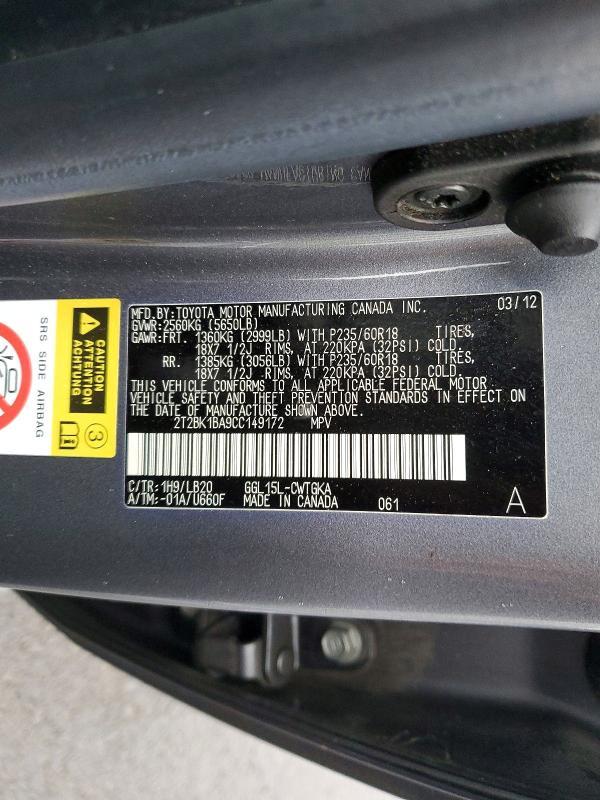 MFD. BY: TOYOTA MOTOR MANUFACTURING CANADA INC. 03/12
GVWR: 2560KG (5650LB)
GAWR: FRT. 1360KG (2999LB) WITH P235/60R18 TIRES,
18X7 1/2J RIMS, AT 220KPA (32PSI) COLD.
RR. 1385KG (3056LB) WITH P235/60R18 TIRES,
18X7 1/2J RIMS, AT 220KPA (32PSI) COLD.
THIS VEHICLE CONFORMS TO ALL APPLICABLE FEDERAL MOTOR
VEHICLE SAFETY AND THEFT PREVENTION STANDARDS IN EFFECT ON
THE DATE OF MANUFACTURE SHOWN ABOVE.
2T2BK1BA9CC149172 MPV
C/TR: 1H9/LB20 GGL15L-CWTGKA
A/TM: -01A/U660F MADE IN CANADA 061 A
SRS SIDE AIRBAG
CAUTION
ATTENTION
ACHTUNG
3